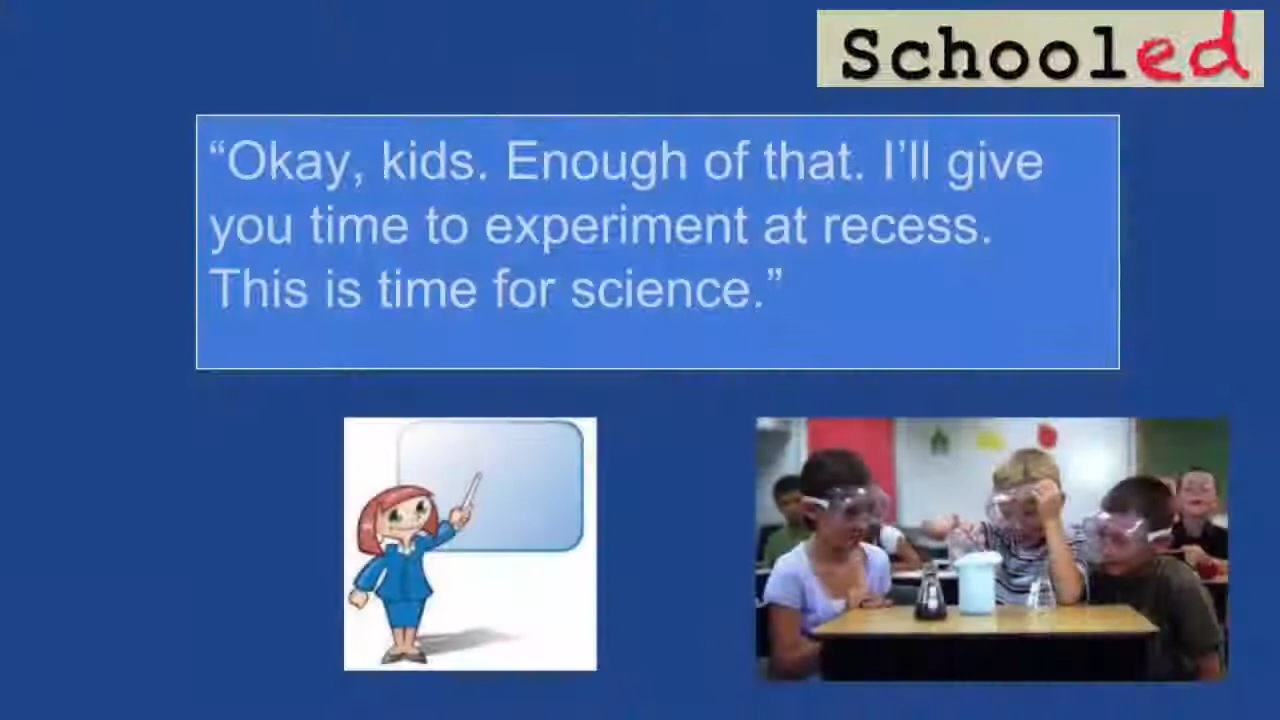 Schooled
“Okay, kids. Enough of that. I’ll give
you time to experiment at recess.
This is time for science.”